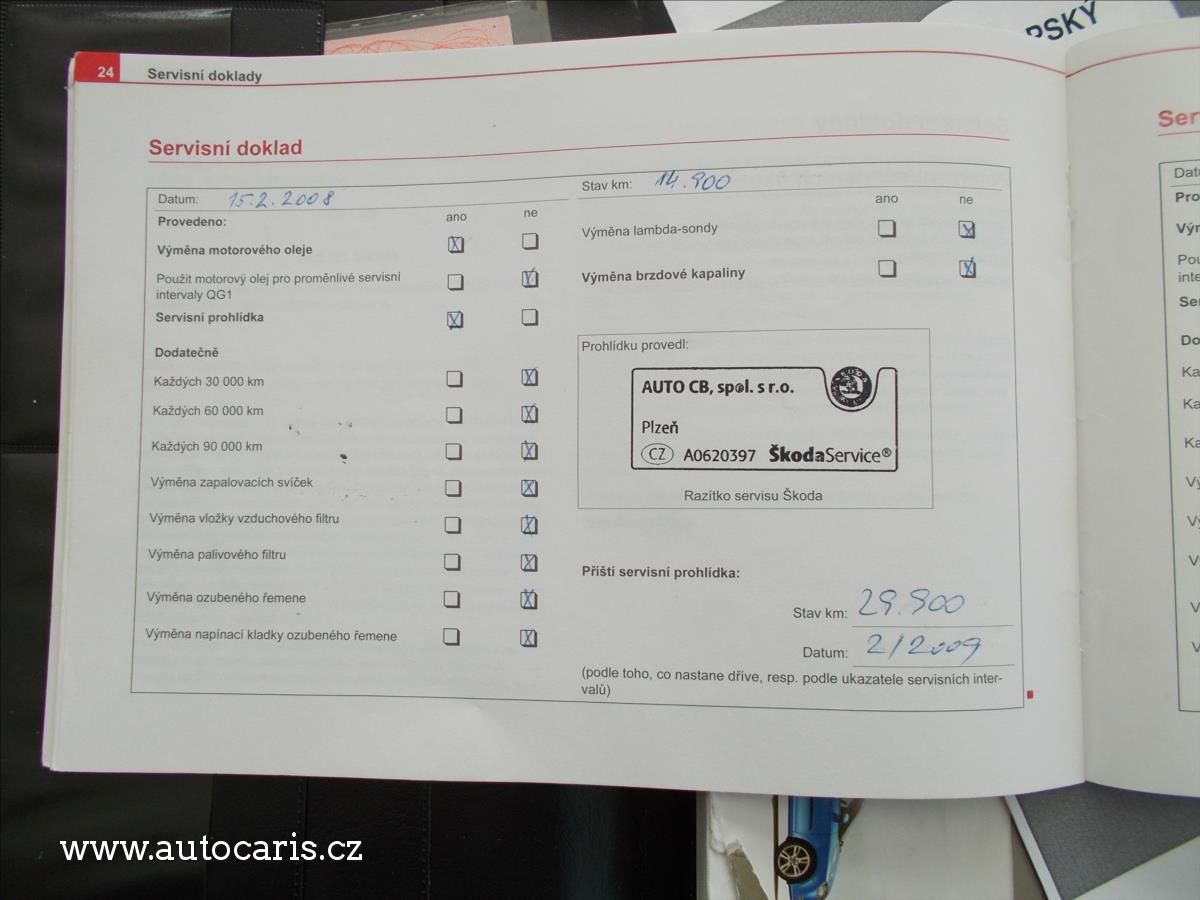 PSKÝ
24 Servisní doklady
Servisní doklad
Datum: 15.2.2008
Stav km: 14.900
Provedeno: ano ne
ano ne
Výměna motorového oleje
Použit motorový olej pro proměnlivé servisní
intervaly QG1
Servisní prohlídka
Dodatečně
Každých 30 000 km
Každých 60 000 km
Každých 90 000 km
Výměna zapalovacích svíček
Výměna vložky vzduchového filtru
Výměna palivového filtru
Výměna ozubeného řemene
Výměna napínací kladky ozubeného řemene
Výměna lambda-sondy
Výměna brzdové kapaliny
Prohlídku provedl:
AUTO CB, spol. s r.o.
ŠKODA
Plzeň
CZ A0620397 ŠkodaService®
Razítko servisu Škoda
Příští servisní prohlídka:
Stav km: 29.900
Datum: 2/2009
(podle toho, co nastane dříve, resp. podle ukazatele servisních inter-
valů)
www.autocaris.cz